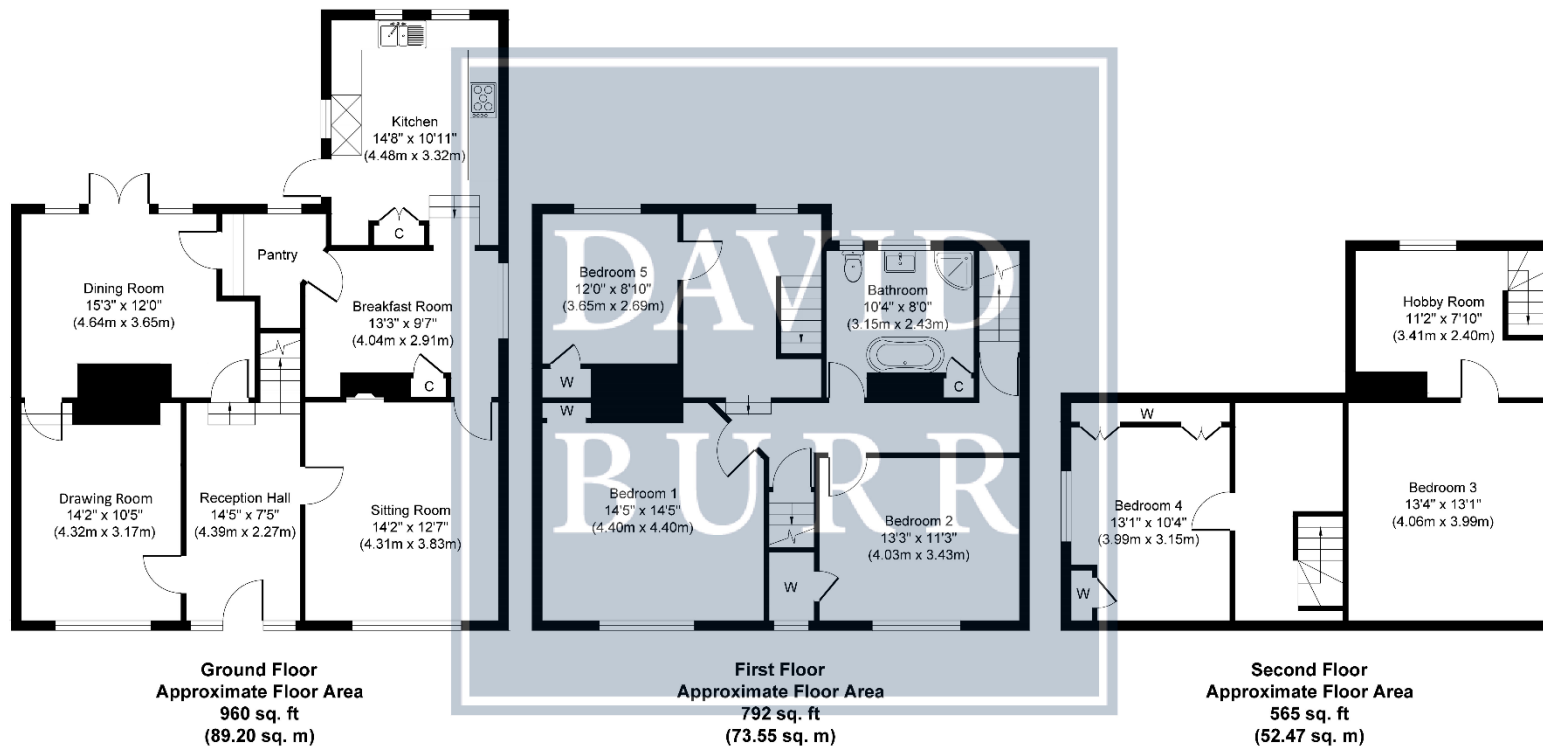 Kitchen
14'8" x 10'11"
(4.48m x 3.32m)
C
Pantry
Dining Room
15'3" x 12'0"
(4.64m x 3.65m)
Breakfast Room
13'3" x 9'7"
(4.04m x 2.91m)
C
Drawing Room
14'2" x 10'5"
(4.32m x 3.17m)
Reception Hall
14'5" x 7'5"
(4.39m x 2.27m)
Sitting Room
14'2" x 12'7"
(4.31m x 3.83m)
Ground Floor
Approximate Floor Area
960 sq. ft
(89.20 sq. m)
DAVID
BURR
Bedroom 5
12'0" x 8'10"
(3.65m x 2.69m)
Bathroom
10'4" x 8'0"
(3.15m x 2.43m)
W
W
C
Bedroom 1
14'5" x 14'5"
(4.40m x 4.40m)
Bedroom 2
13'3" x 11'3"
(4.03m x 3.43m)
W
First Floor
Approximate Floor Area
792 sq. ft
(73.55 sq. m)
Hobby Room
11'2" x 7'10"
(3.41m x 2.40m)
W
Bedroom 4
13'1" x 10'4"
(3.99m x 3.15m)
W
Bedroom 3
13'4" x 13'1"
(4.06m x 3.99m)
Second Floor
Approximate Floor Area
565 sq. ft
(52.47 sq. m)